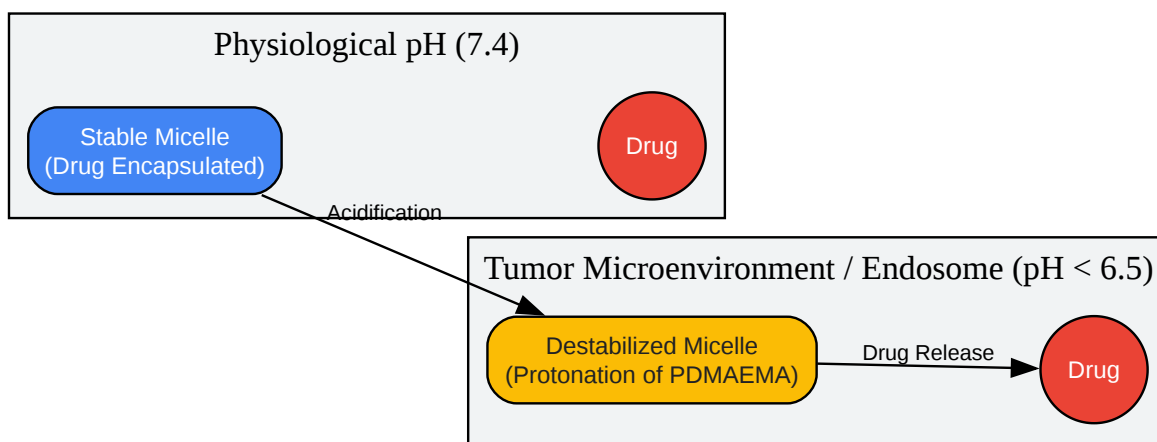 Physiological pH (7.4)
Stable Micelle
(Drug Encapsulated)
Drug
Acidification
Tumor Microenvironment / Endosome (pH < 6.5)
Destabilized Micelle
(Protonation of PDMAEMA)
Drug Release
Drug